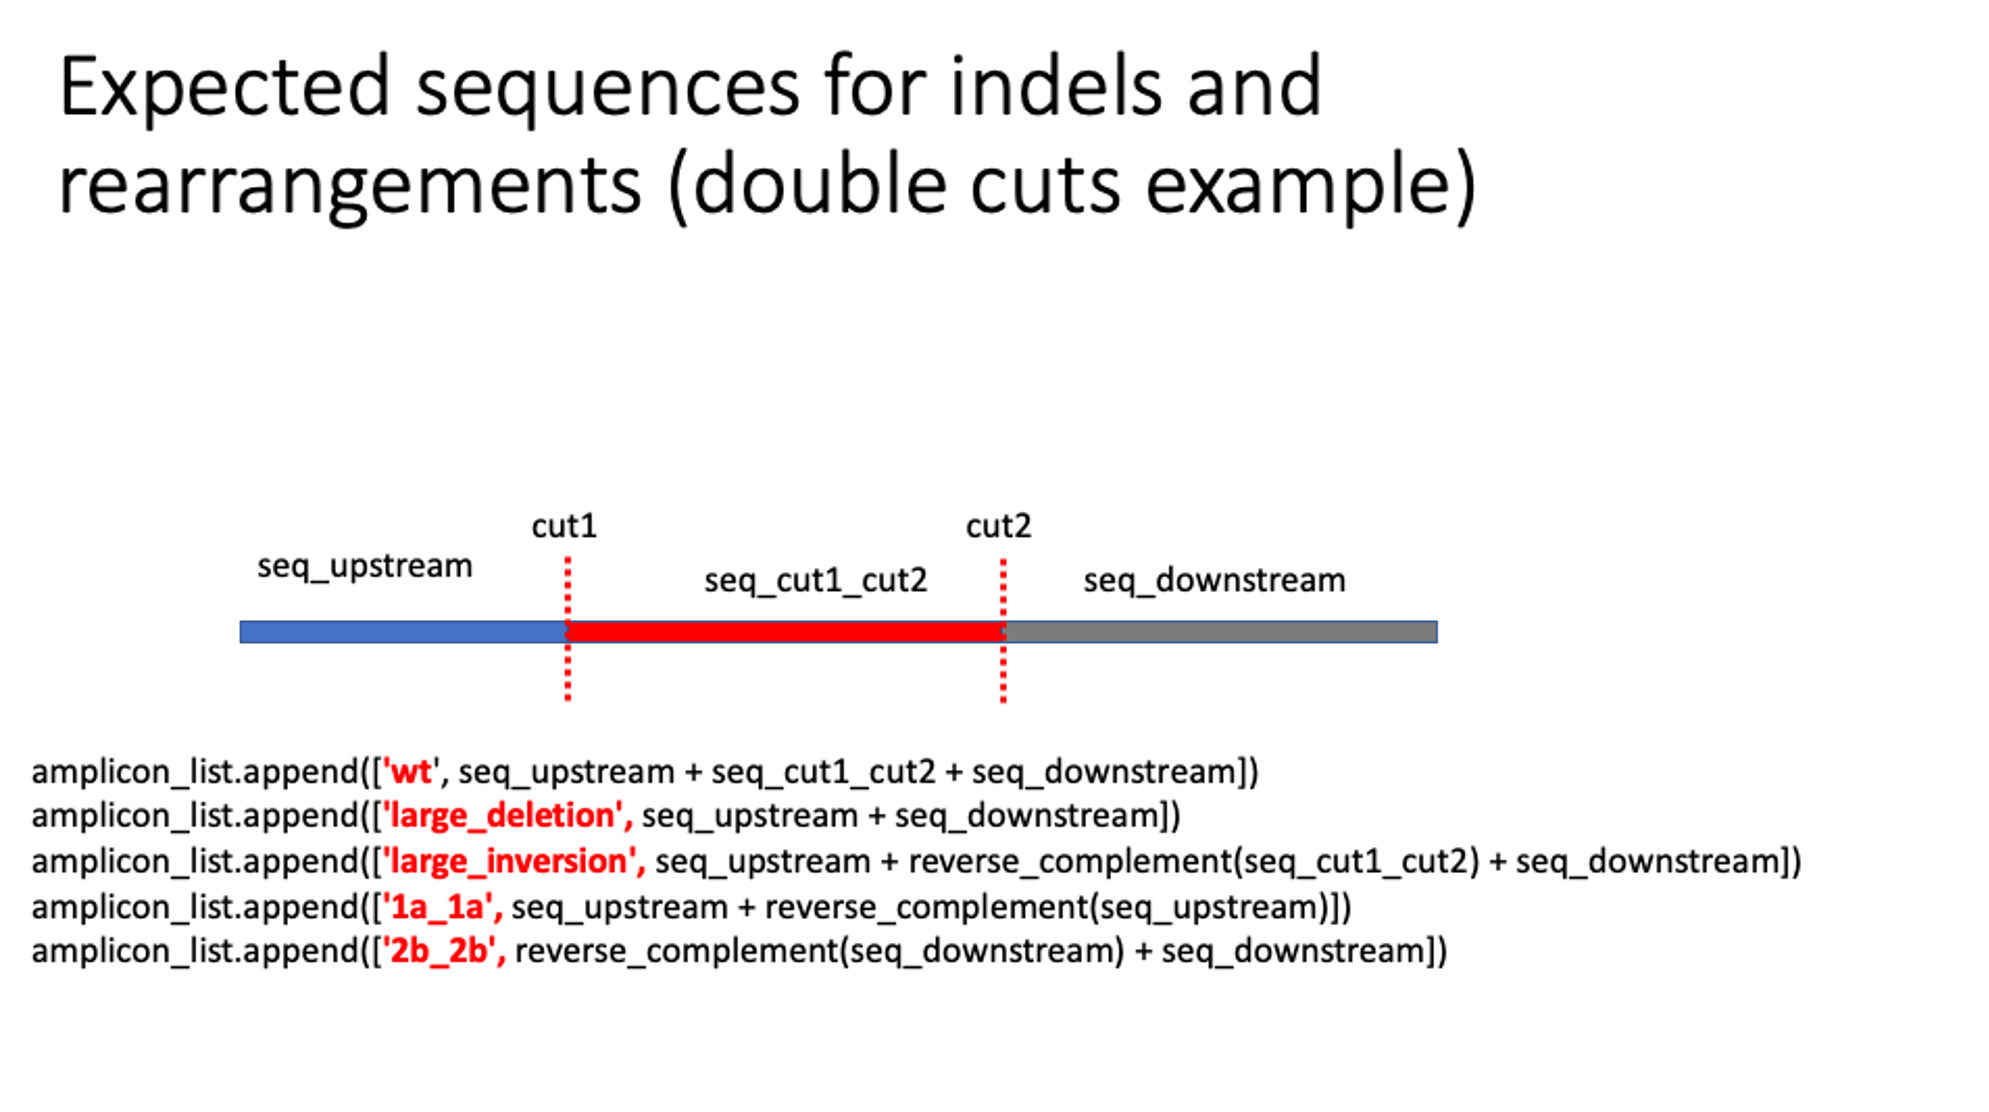 Expected sequences for indels and
rearrangements (double cuts example)
cut1
cut2
seq_upstream
seq_cut1_cut2
seq_downstream
amplicon_list.append(['wt', seq_upstream + seq_cut1_cut2 + seq_downstream])
amplicon_list.append(['large_deletion', seq_upstream + seq_downstream])
amplicon_list.append(['large_inversion', seq_upstream + reverse_complement(seq_cut1_cut2) + seq_downstream])
amplicon_list.append(['1a_1a', seq_upstream + reverse_complement(seq_upstream)])
amplicon_list.append(['2b_2b', reverse_complement(seq_downstream) + seq_downstream])